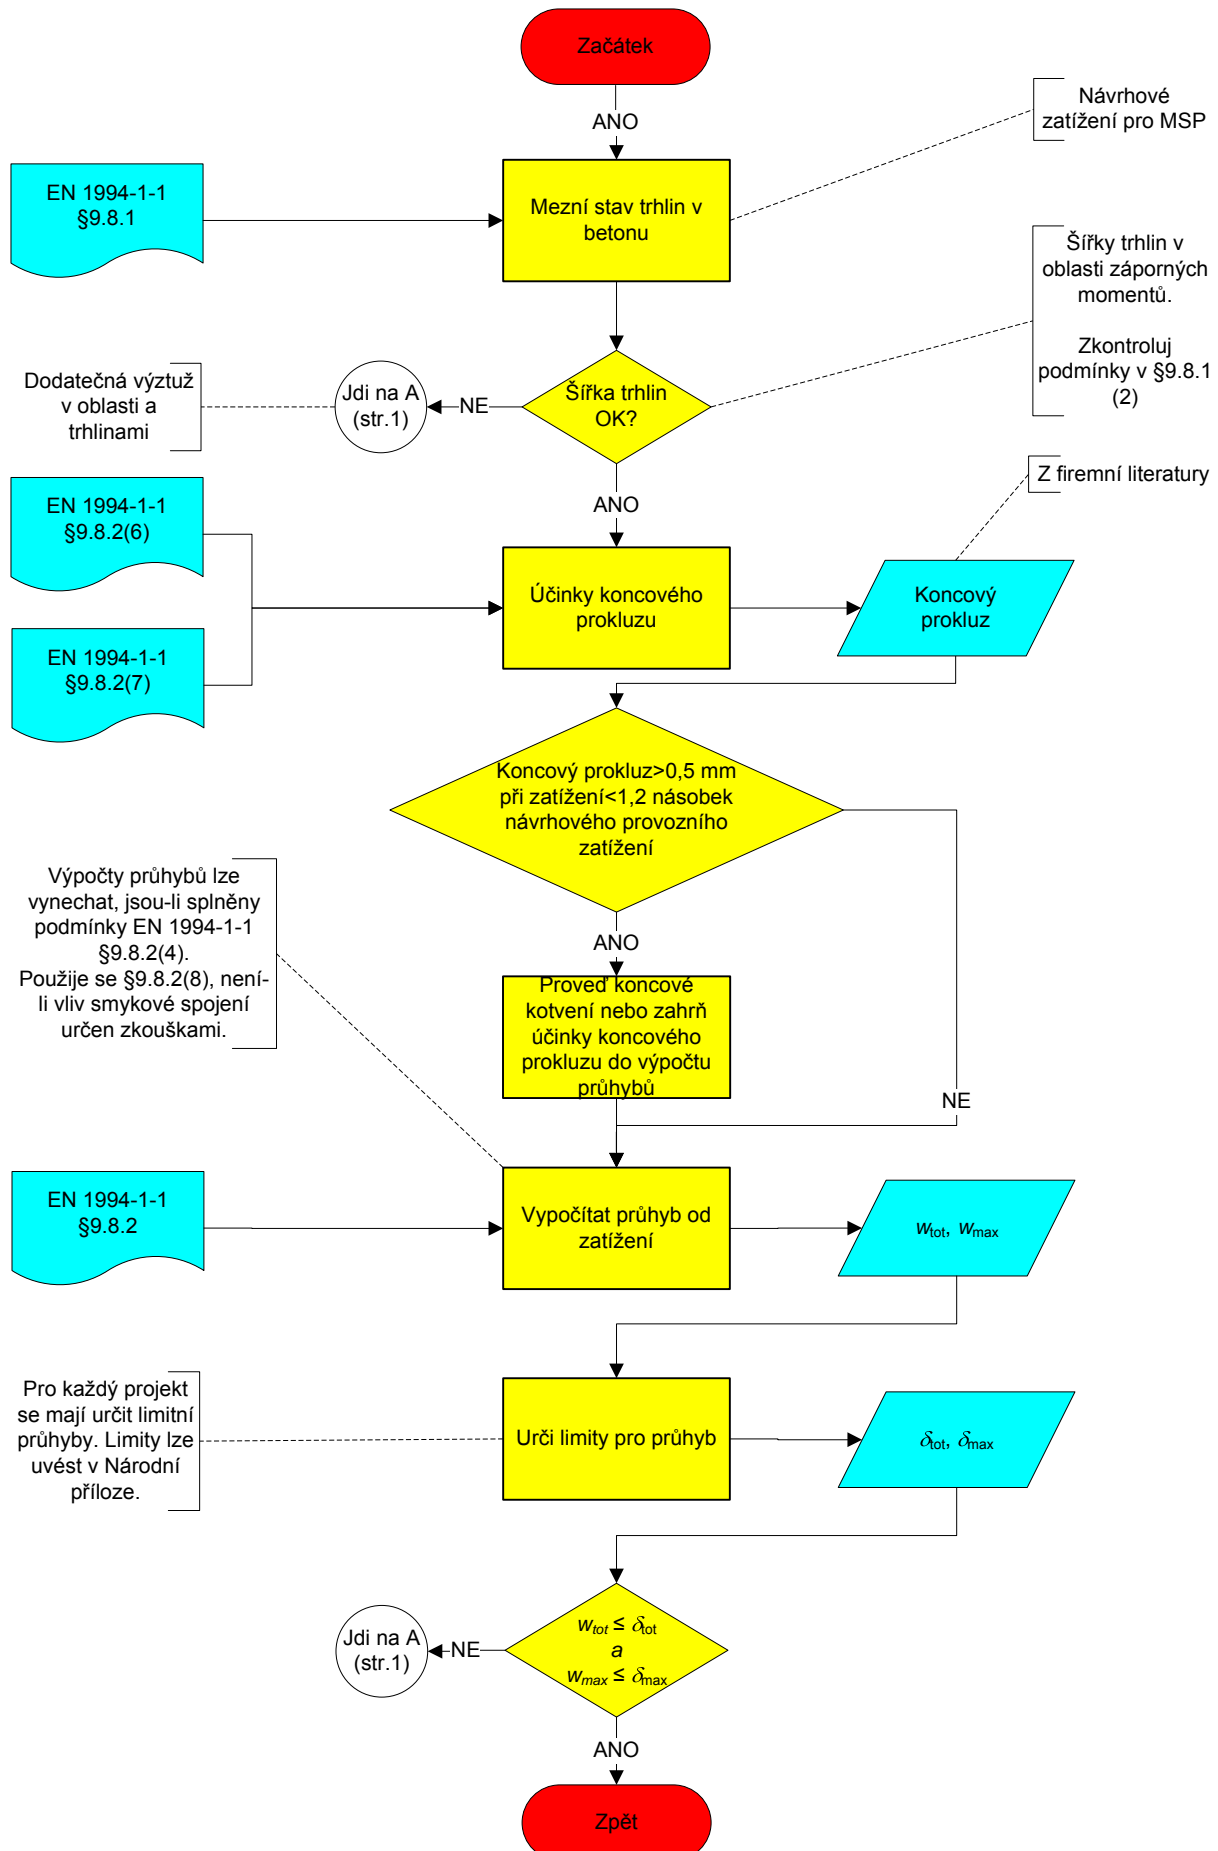 Začátek
ANO
Návrhové
zatížení pro MSP
EN 1994-1-1
§9.8.1
Mezní stav trhlin v
betonu
Šířky trhlin v
oblasti záporných
momentů.
Zkontroluj
podmínky v §9.8.1
(2)
Dodatečná výztuž
v oblasti a
trhlinami
Jdi na A
(str.1)
NE
Šířka trhlin
OK?
ANO
Z firemní literatury
EN 1994-1-1
§9.8.2(6)
EN 1994-1-1
§9.8.2(7)
Účinky koncového
prokluzu
Koncový
prokluz
Koncový prokluz>0,5 mm
při zatížení<1,2 násobek
návrhového provozního
zatížení
Výpočty průhybů lze
vynechat, jsou-li splněny
podmínky EN 1994-1-1
§9.8.2(4).
Použije se §9.8.2(8), není-
li vliv smykové spojení
určen zkouškami.
ANO
Proveď koncové
kotvení nebo zahrň
účinky koncového
prokluzu do výpočtu
průhybů
NE
EN 1994-1-1
§9.8.2
Vypočítat průhyb od
zatížení
wtot, wmax
Pro každý projekt
se mají určit limitní
průhyby. Limity lze
uvést v Národní
příloze.
Urči limity pro průhyb
δtot, δmax
Jdi na A
(str.1)
NE
wtot ≤ δtot
a
wmax ≤ δmax
ANO
Zpět